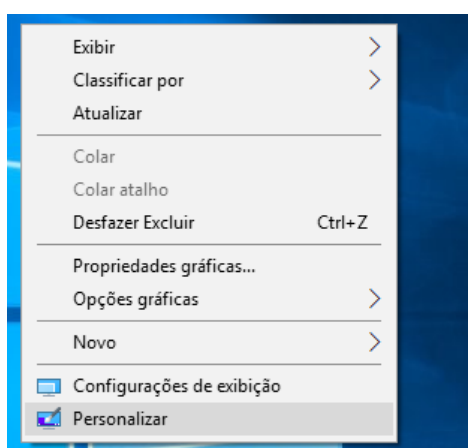 Exibir
Classificar por
Atualizar
Colar
Colar atalho
Desfazer Excluir Ctrl+Z
Propriedades gráficas...
Opções gráficas
Novo
Configurações de exibição
Personalizar